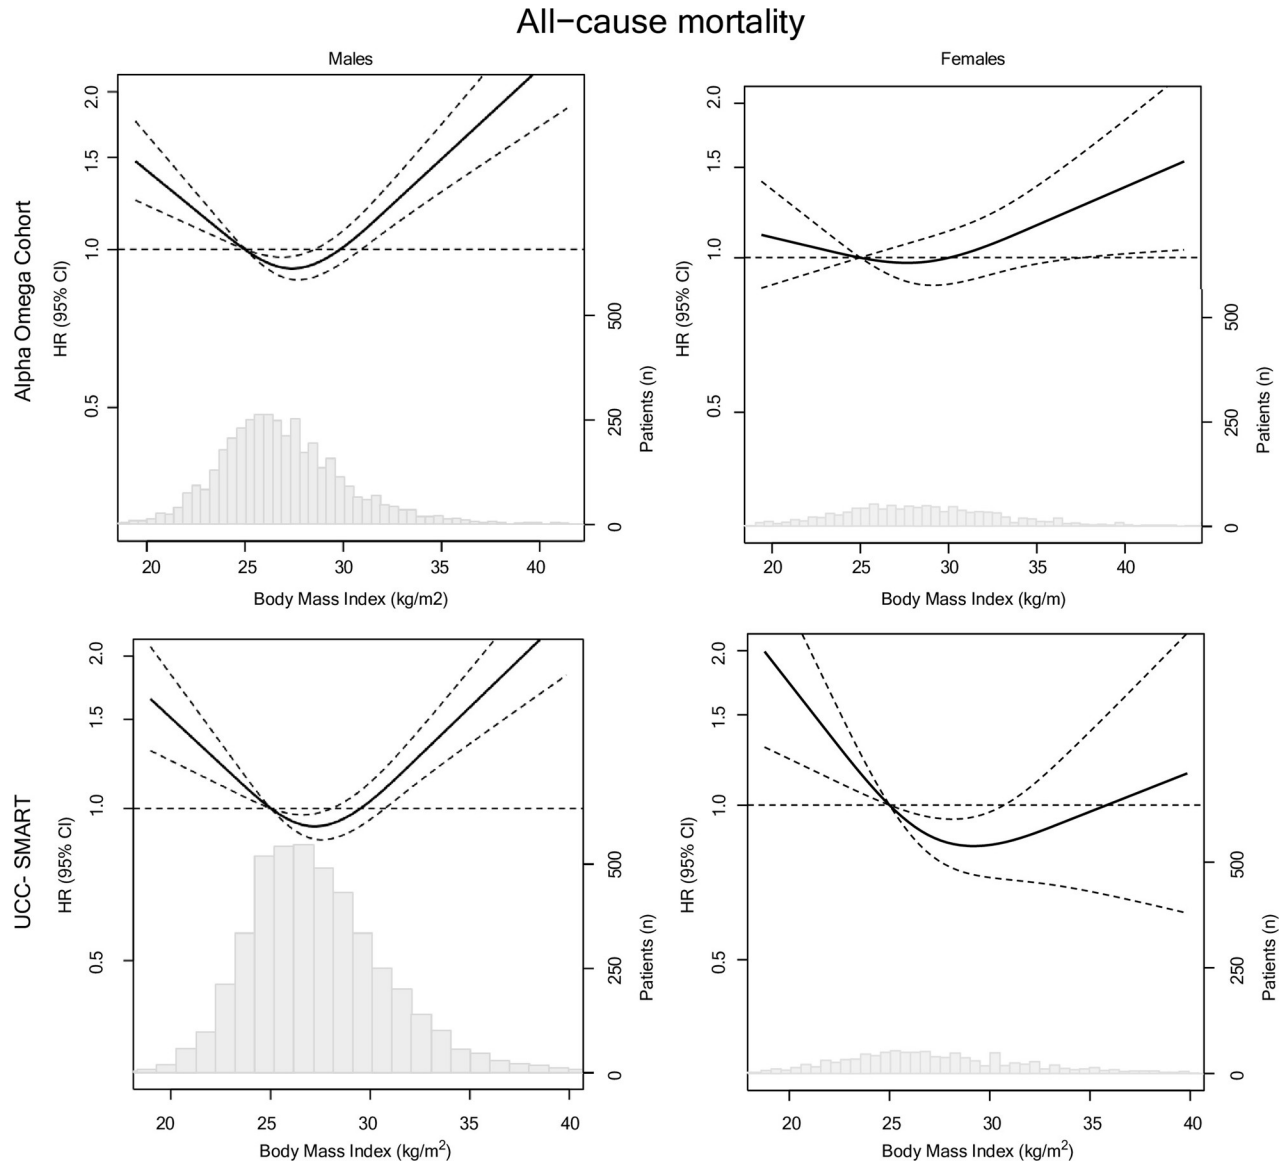 All−cause mortality
Males
Females
Alpha Omega Cohort
HR (95% CI)
2.0
1.5
1.0
0.5
500
250
0
Patients (n)
20 25 30 35 40
Body Mass Index (kg/m2)
HR (95% CI)
2.0
1.5
1.0
0.5
500
250
0
Patients (n)
20 25 30 35 40
Body Mass Index (kg/m)
UCC- SMART
HR (95% CI)
2.0
1.5
1.0
0.5
500
250
0
Patients (n)
20 25 30 35 40
Body Mass Index (kg/m²)
HR (95% CI)
2.0
1.5
1.0
0.5
500
250
0
Patients (n)
20 25 30 35 40
Body Mass Index (kg/m²)